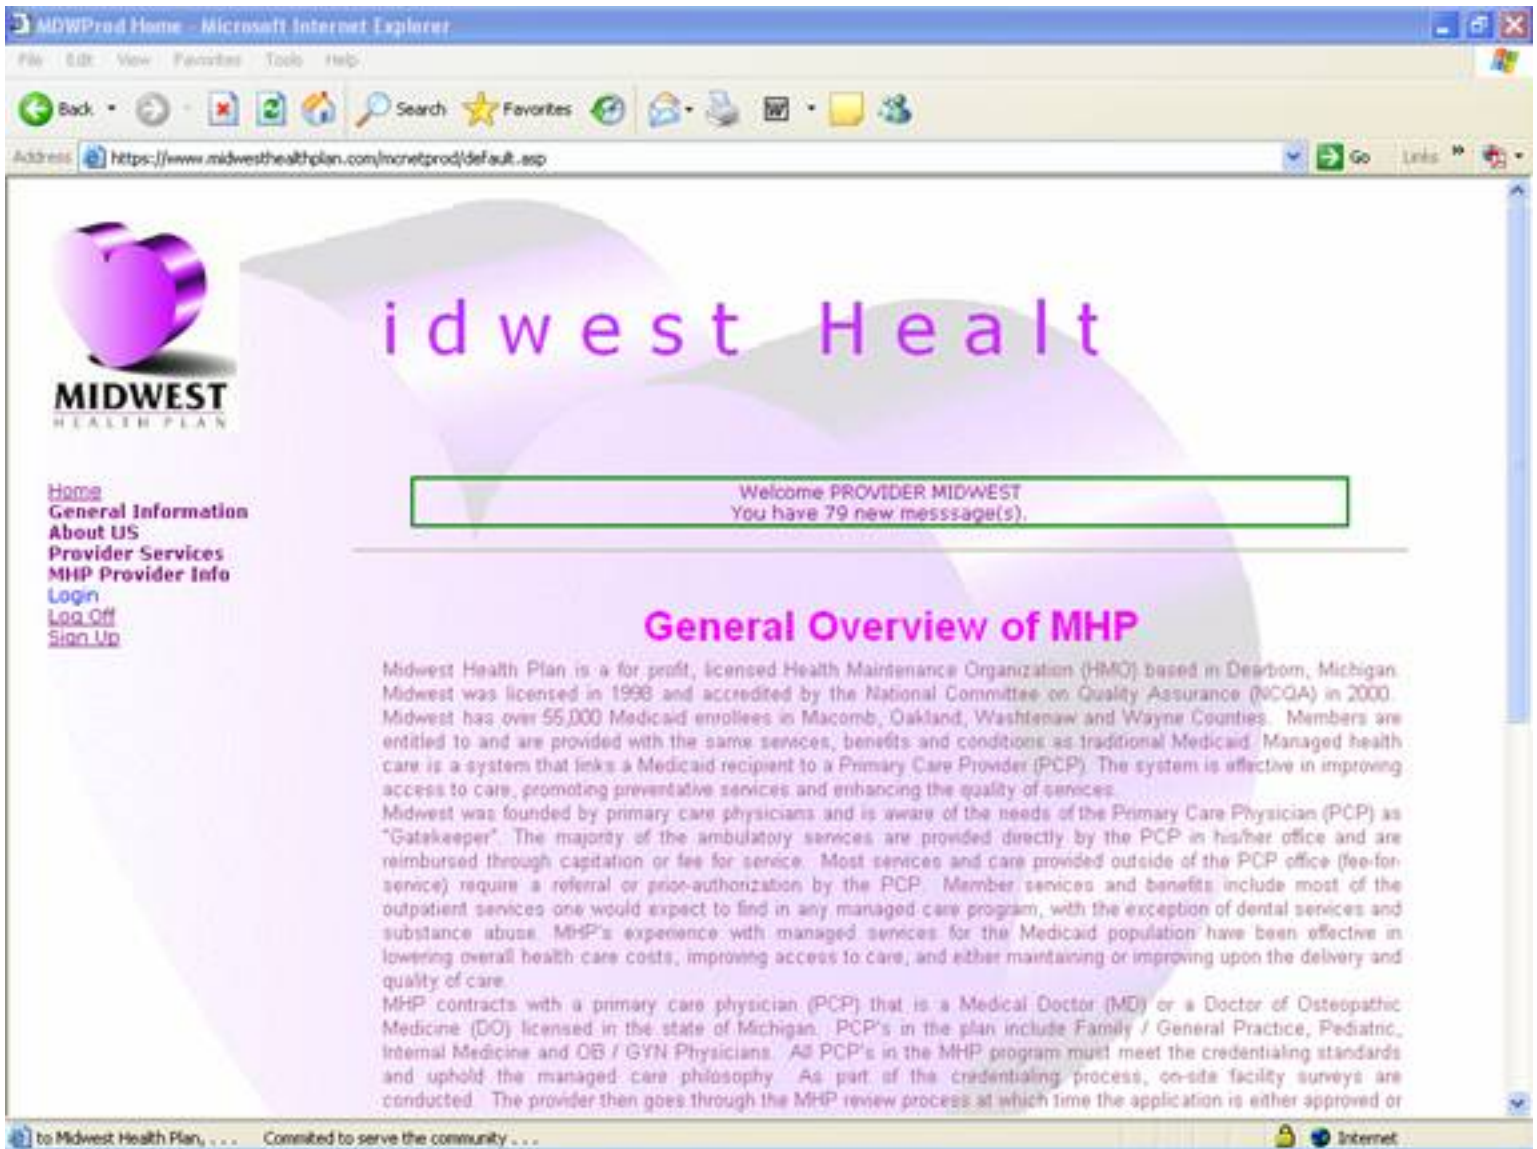 MDWProd Home - Microsoft Internet Explorer
File Edit View Favorites Tools Help
Back Search Favorites
Address https://www.midwesthealthplan.com/mcnetprod/default.asp Go Links »
idwest Healt
MIDWEST
HEALTH PLAN
Welcome PROVIDER MIDWEST
You have 79 new messsage(s).
Home
General Information
About US
Provider Services
MHP Provider Info
Login
Log Off
Sign Up
General Overview of MHP
Midwest Health Plan is a for profit, licensed Health Maintenance Organization (HMO) based in Dearborn, Michigan.
Midwest was licensed in 1998 and accredited by the National Committee on Quality Assurance (NCQA) in 2000.
Midwest has over 55,000 Medicaid enrollees in Macomb, Oakland, Washtenaw and Wayne Counties. Members are
entitled to and are provided with the same services, benefits and conditions as traditional Medicaid. Managed health
care is a system that links a Medicaid recipient to a Primary Care Provider (PCP). The system is effective in improving
access to care, promoting preventative services and enhancing the quality of services.
Midwest was founded by primary care physicians and is aware of the needs of the Primary Care Physician (PCP) as
"Gatekeeper". The majority of the ambulatory services are provided directly by the PCP in his/her office and are
reimbursed through capitation or fee for service. Most services and care provided outside of the PCP office (fee-for-
service) require a referral or prior-authorization by the PCP. Member services and benefits include most of the
outpatient services one would expect to find in any managed care program, with the exception of dental services and
substance abuse. MHP's experience with managed services for the Medicaid population have been effective in
lowering overall health care costs, improving access to care, and either maintaining or improving upon the delivery and
quality of care.
MHP contracts with a primary care physician (PCP) that is a Medical Doctor (MD) or a Doctor of Osteopathic
Medicine (DO) licensed in the state of Michigan. PCP's in the plan include Family / General Practice, Pediatric,
Internal Medicine and OB / GYN Physicians. All PCP's in the MHP program must meet the credentialing standards
and uphold the managed care philosophy. As part of the credentialing process, on-site facility surveys are
conducted. The provider then goes through the MHP review process at which time the application is either approved or
to Midwest Health Plan, . . . Commited to serve the community . . . Internet